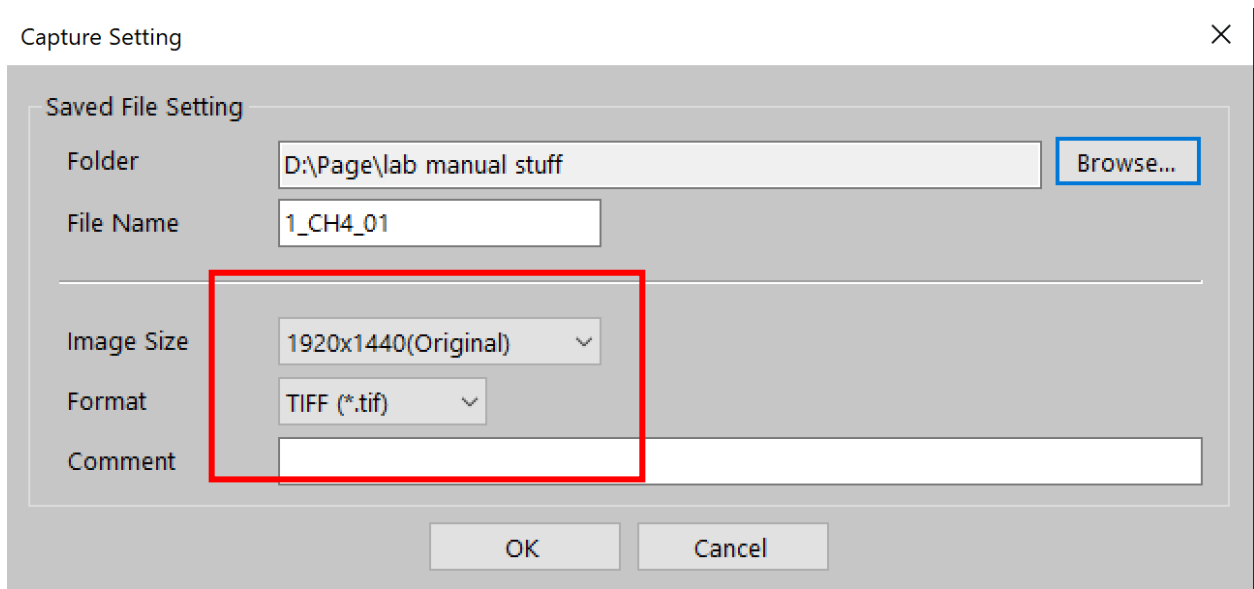 Capture Setting
Saved File Setting
Folder
D:\Page\lab manual stuff
Browse...
File Name
1_CH4_01
Image Size
1920x1440(Original)
Format
TIFF (*.tif)
Comment
OK
Cancel